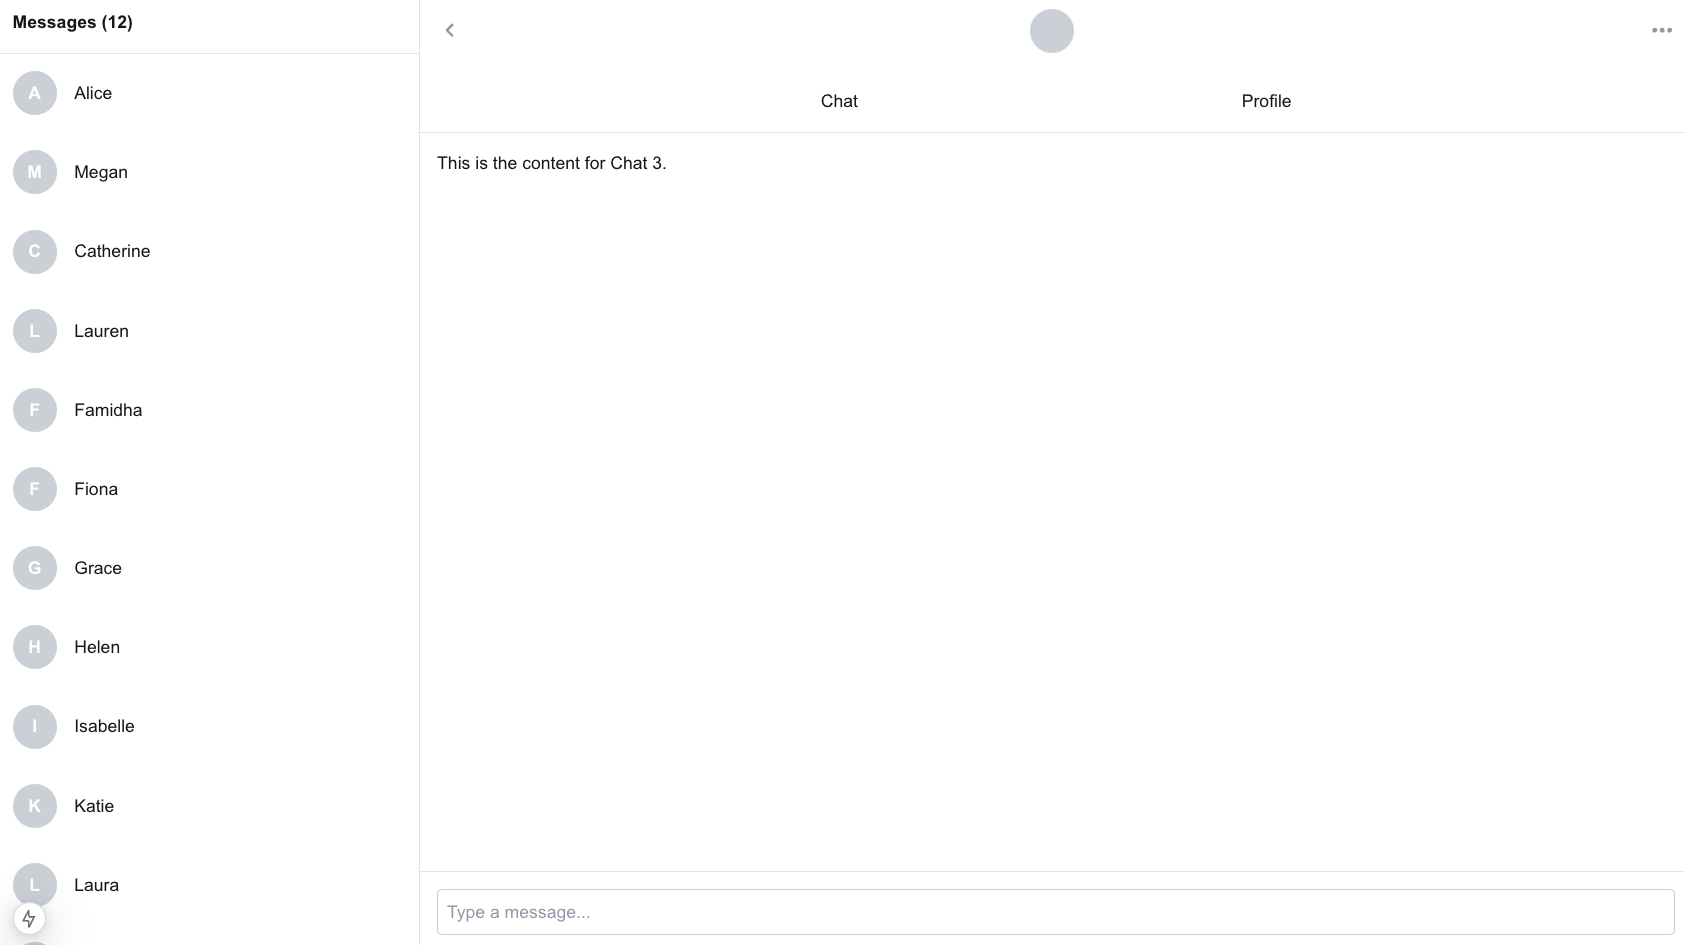 Messages (12)
A Alice
M Megan
C Catherine
L Lauren
F Famidha
F Fiona
G Grace
H Helen
I Isabelle
K Katie
L Laura
Chat Profile
This is the content for Chat 3.
Type a message...